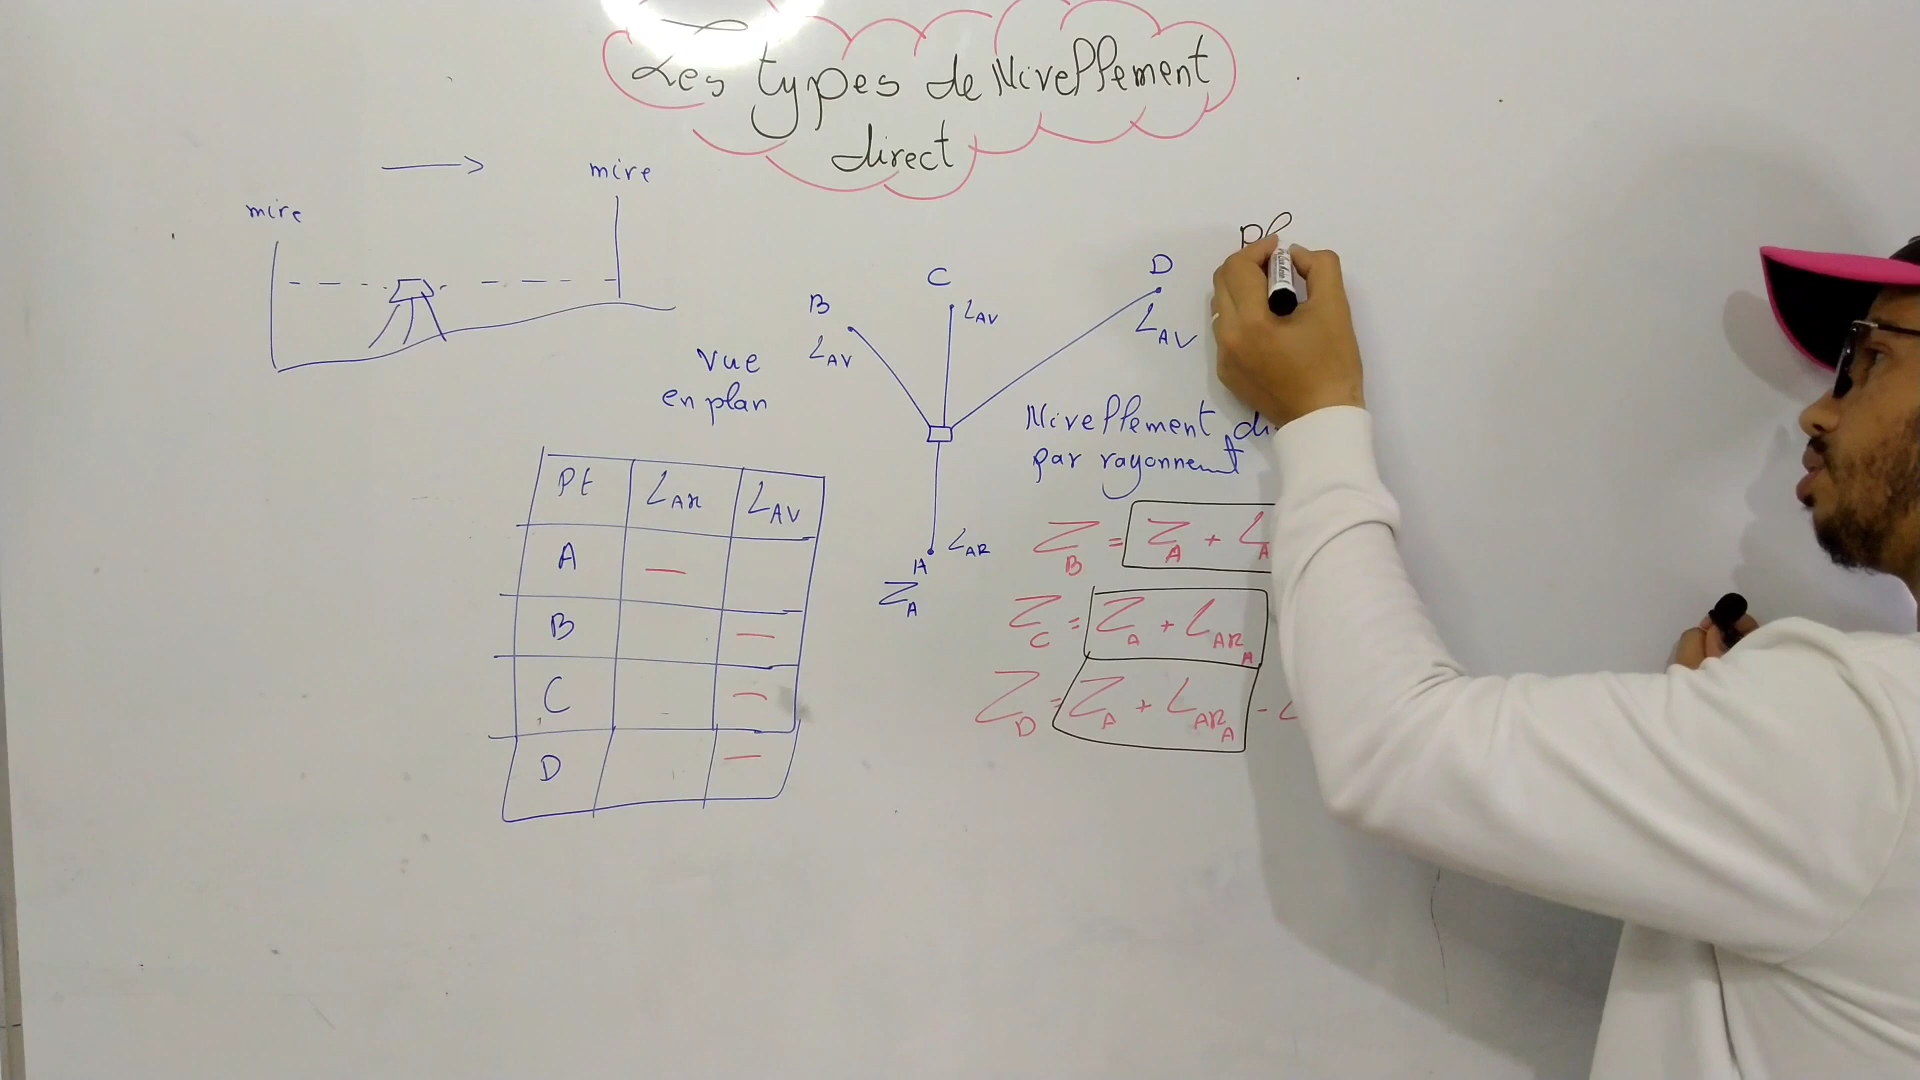 Les types de Nivellement
direct
mire
mire
B
C
D
L AV
L AV
L AV
Vue
en plan
Nivellement
par rayonnemt
A
L AR
Z A
Pt
L AR
L AV
A
—
B
—
C
—
D
—
Z B = Z A + L A
Z C = Z A + L AR A
Z D = Z A + L AR A -